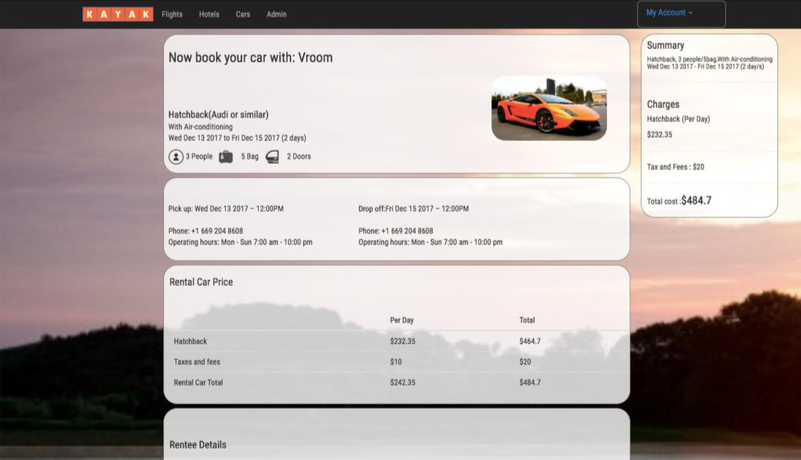 K A Y A K Flights Hotels Cars Admin My Account
Now book your car with: Vroom
Hatchback(Audi or similar)
With Air-conditioning
Wed Dec 13 2017 to Fri Dec 15 2017 (2 days)
3 People 5 Bag 2 Doors
Pick up: Wed Dec 13 2017 – 12:00PM Drop off:Fri Dec 15 2017 – 12:00PM
Phone: +1 669 204 8608 Phone: +1 669 204 8608
Operating hours: Mon - Sun 7:00 am - 10:00 pm Operating hours: Mon - Sun 7:00 am - 10:00 pm
Rental Car Price
Per Day Total
Hatchback $232.35 $464.7
Taxes and fees $10 $20
Rental Car Total $242.35 $484.7
Rentee Details
Summary
Hatchback, 3 people/5bag,With Air-conditioning
Wed Dec 13 2017 - Fri Dec 15 2017 (2 day/s)
Charges
Hatchback (Per Day)
$232.35
Tax and Fees : $20
Total cost :$484.7